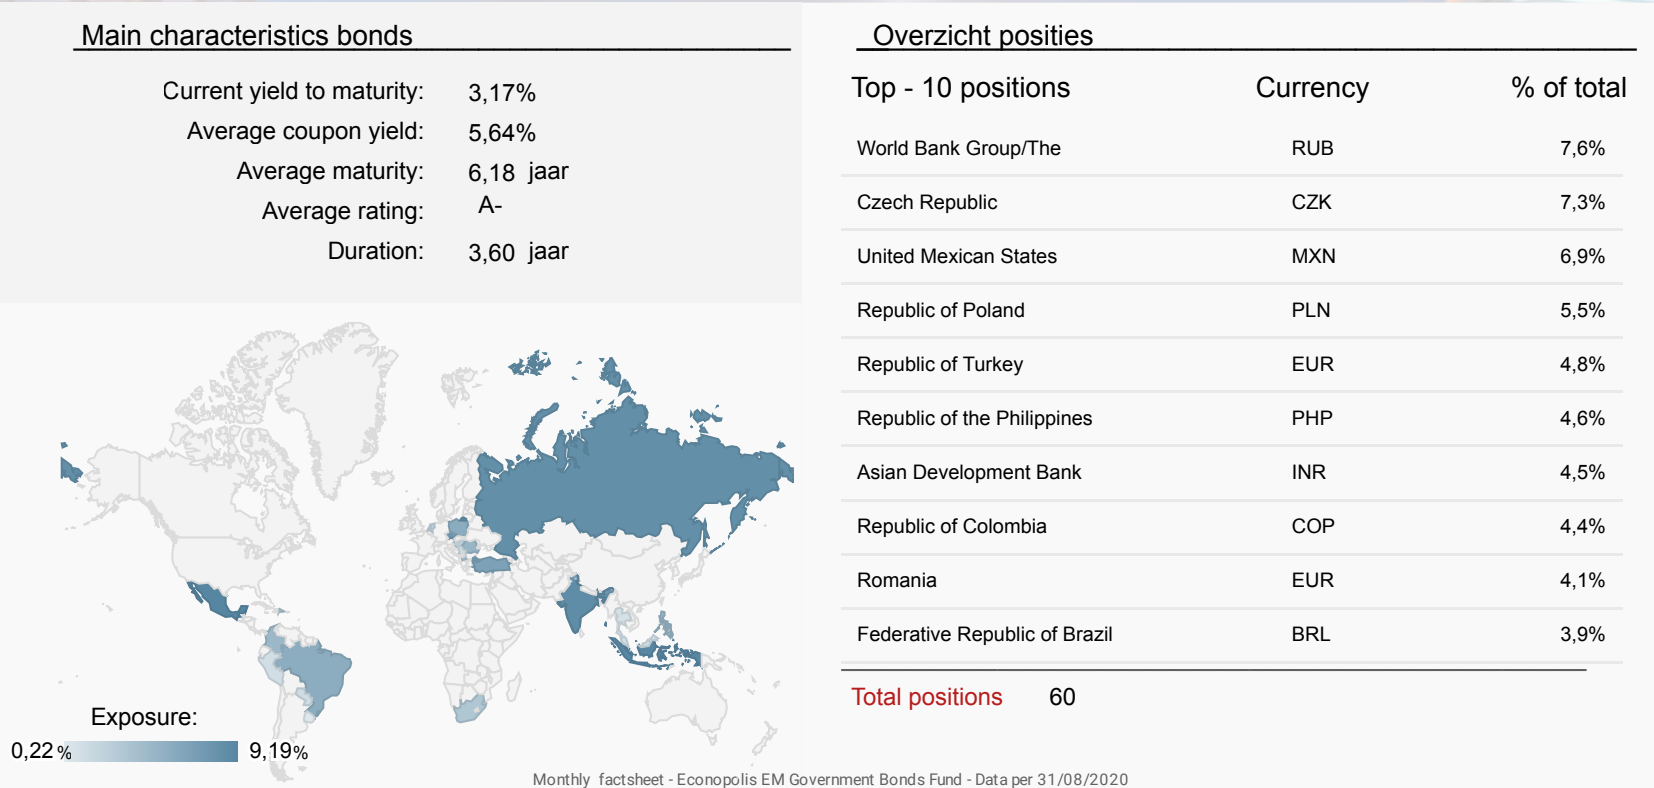 Main characteristics bonds
Current yield to maturity: 3,17%
Average coupon yield: 5,64%
Average maturity: 6,18 jaar
Average rating: A-
Duration: 3,60 jaar
Exposure:
0,22% 9,19%
Overzicht posities
Top - 10 positions Currency % of total
World Bank Group/The RUB 7,6%
Czech Republic CZK 7,3%
United Mexican States MXN 6,9%
Republic of Poland PLN 5,5%
Republic of Turkey EUR 4,8%
Republic of the Philippines PHP 4,6%
Asian Development Bank INR 4,5%
Republic of Colombia COP 4,4%
Romania EUR 4,1%
Federative Republic of Brazil BRL 3,9%
Total positions 60
Monthly factsheet - Econopolis EM Government Bonds Fund - Data per 31/08/2020